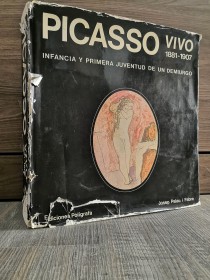 PICASSO VIVO
1881-1907
INFANCIA Y PRIMERA JUVENTUD DE UN DEMIURGO
Josep Palau i Fabre
Ediciones Polígrafa